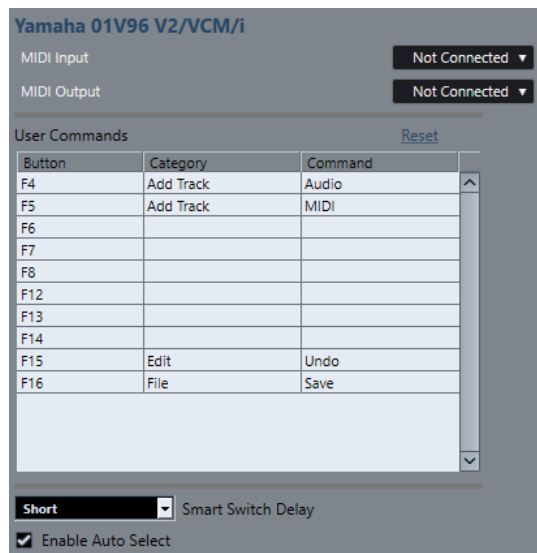 Yamaha 01V96 V2/VCM/i
MIDI Input Not Connected
MIDI Output Not Connected
User Commands Reset
Button Category Command
F4 Add Track Audio
F5 Add Track MIDI
F6
F7
F8
F12
F13
F14
F15 Edit Undo
F16 File Save
Short Smart Switch Delay
Enable Auto Select